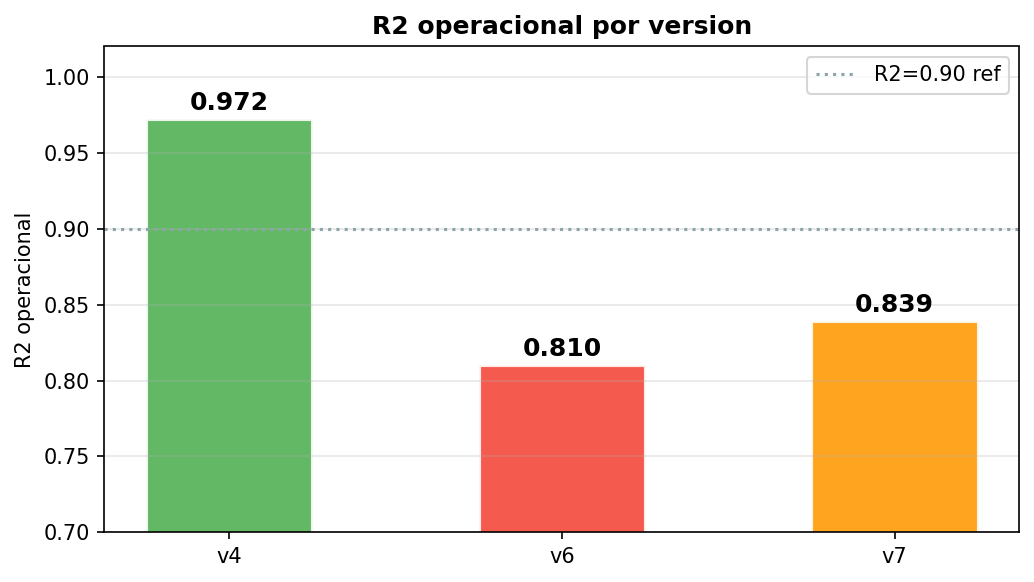 R2 operacional por version
R2=0.90 ref
R2 operacional
1.00
0.95
0.90
0.85
0.80
0.75
0.70
0.972
0.810
0.839
v4
v6
v7